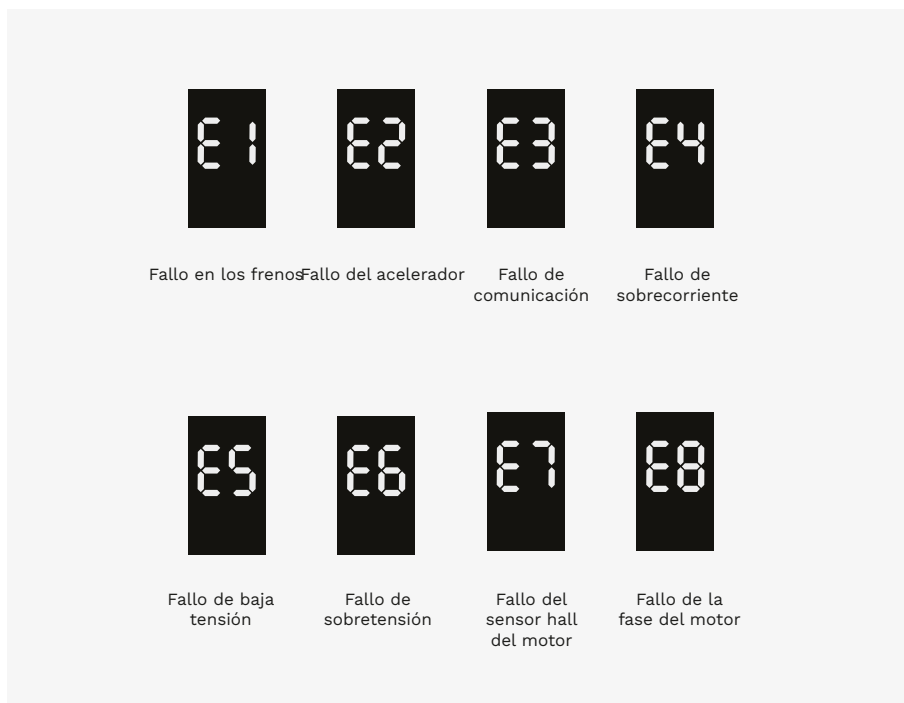 E1
E2
E3
E4
Fallo en los frenos
Fallo del acelerador
Fallo de
comunicación
Fallo de
sobrecorriente
E5
E6
E7
E8
Fallo de baja
tensión
Fallo de
sobretensión
Fallo del
sensor hall
del motor
Fallo de la
fase del motor